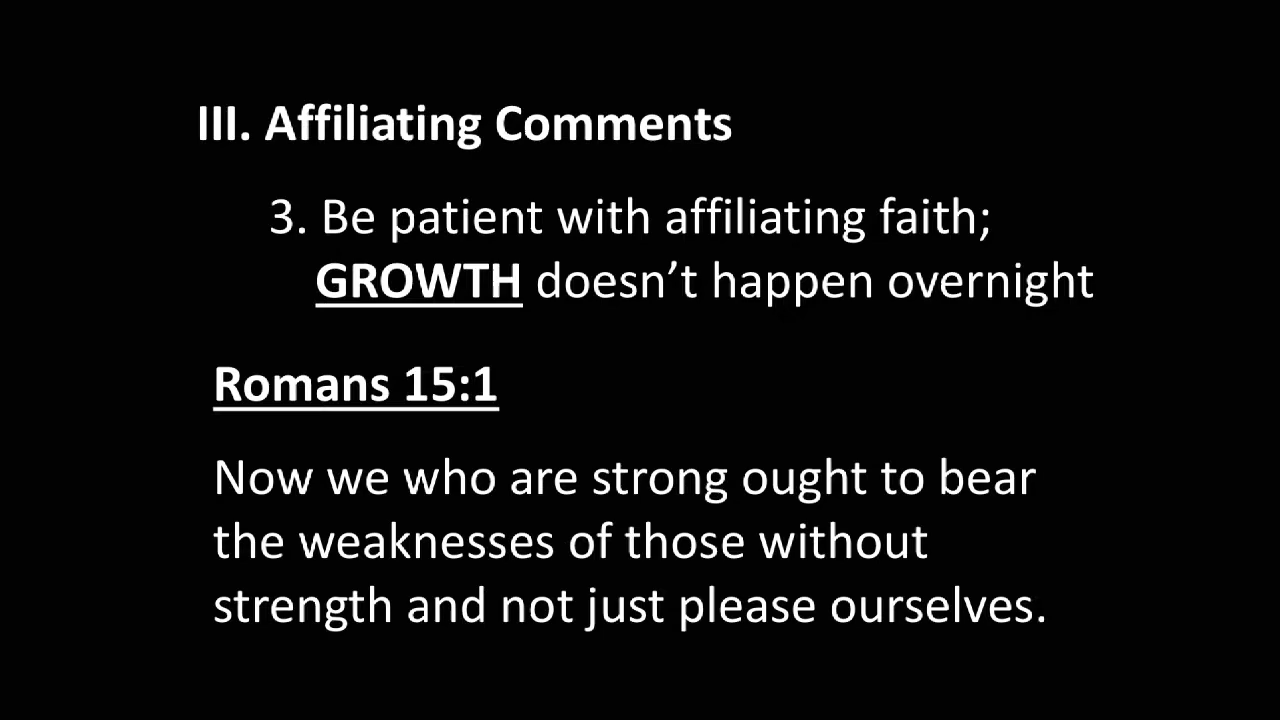 III. Affiliating Comments
3. Be patient with affiliating faith;
GROWTH doesn’t happen overnight
Romans 15:1
Now we who are strong ought to bear
the weaknesses of those without
strength and not just please ourselves.